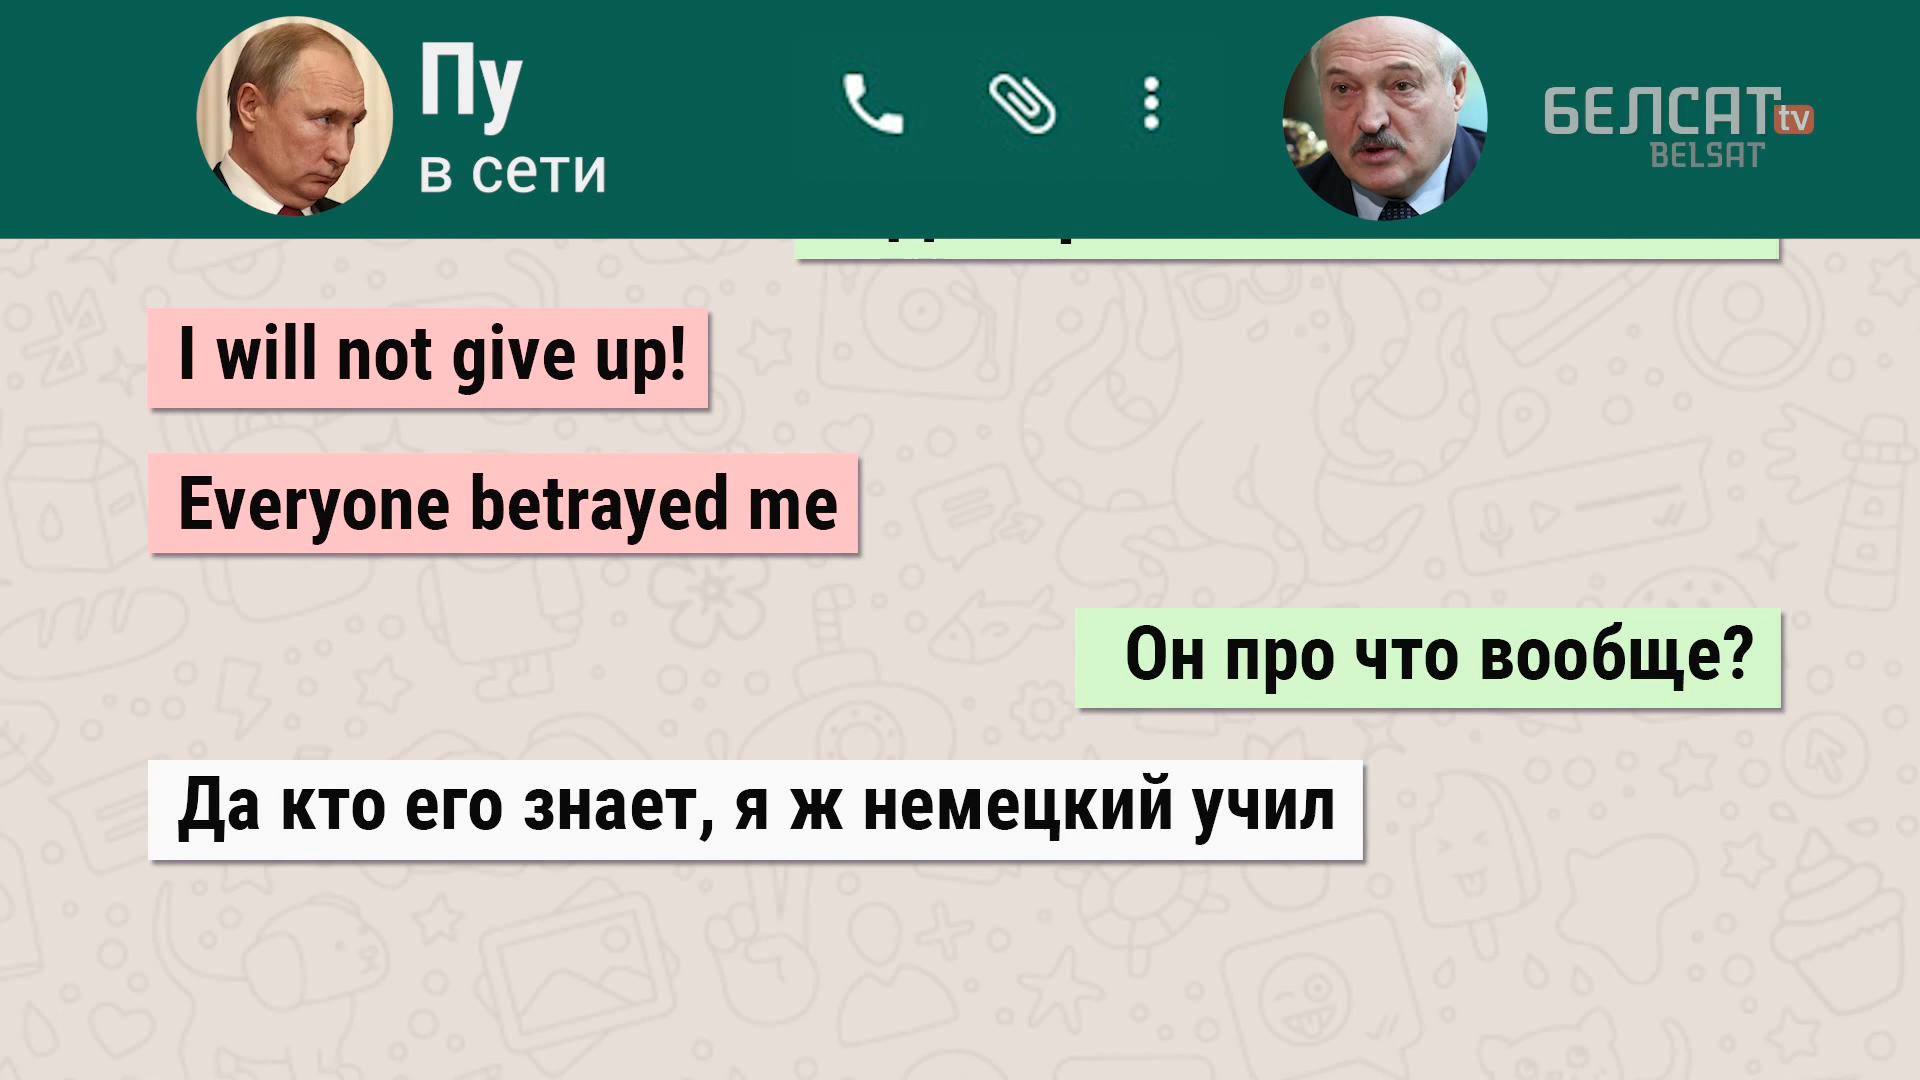 Пу
в сети
БЕЛСАТ tv
BELSAT
I will not give up!
Everyone betrayed me
Он про что вообще?
Да кто его знает, я ж немецкий учил